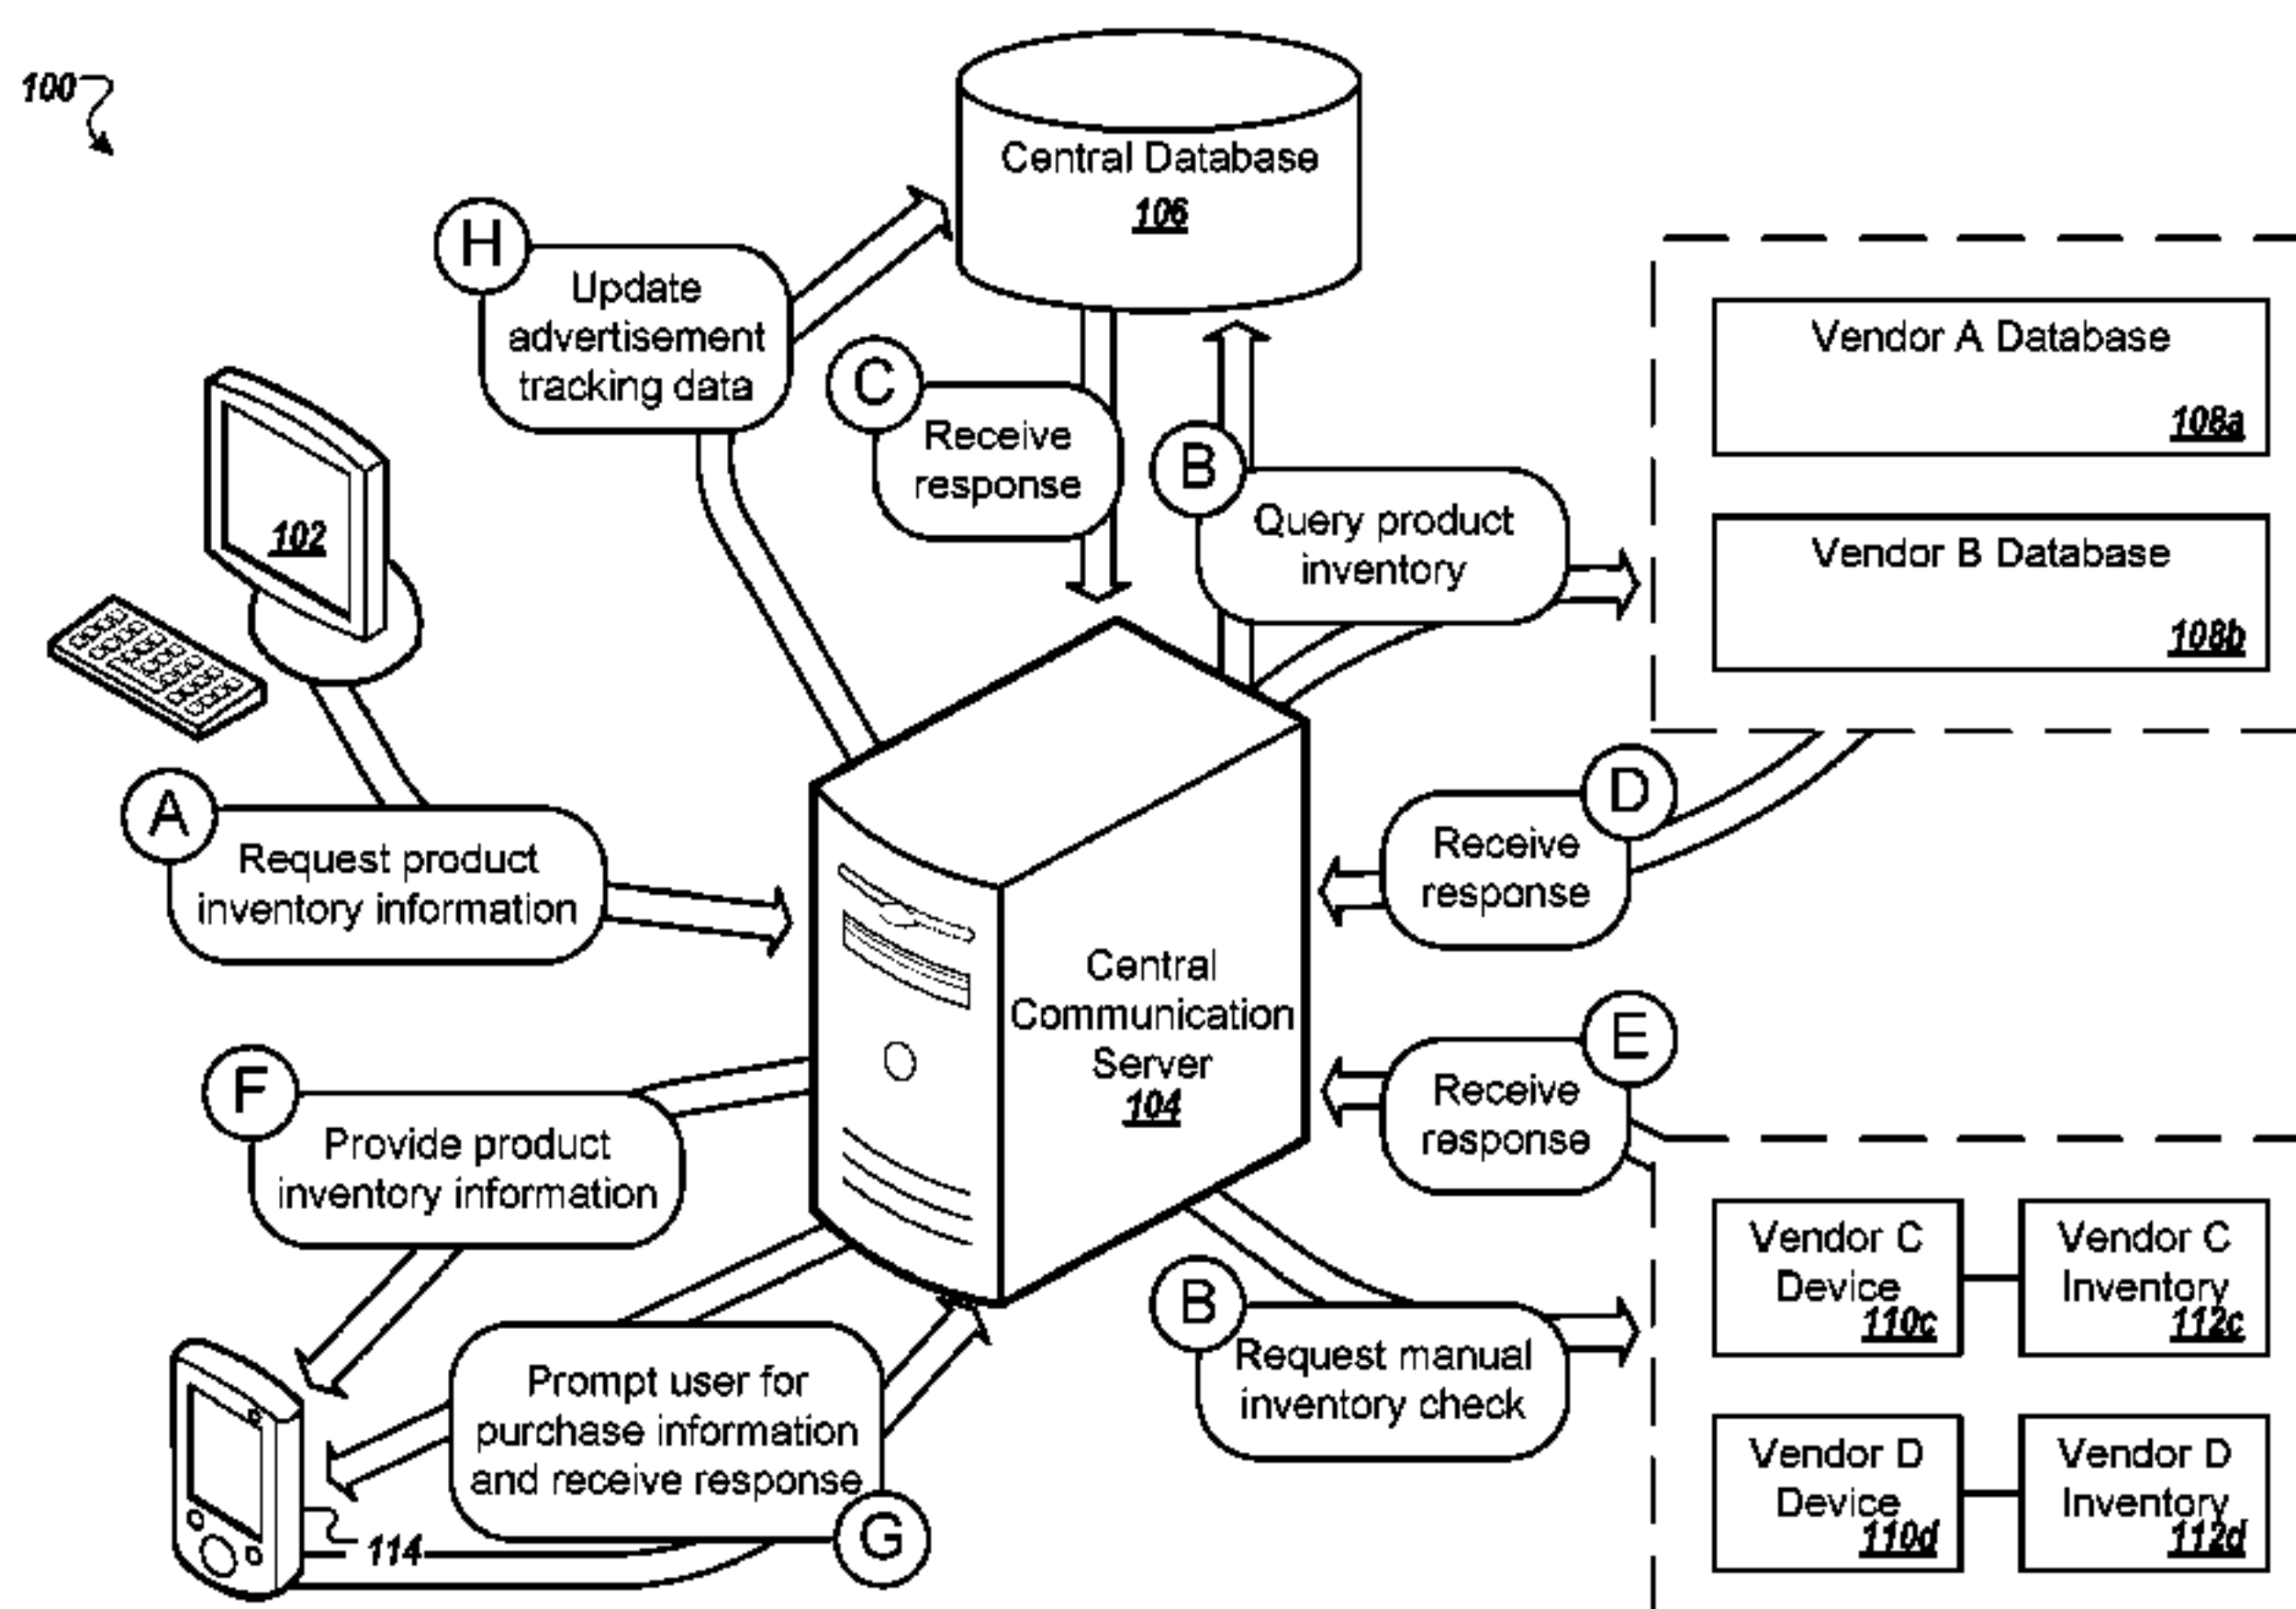 100
Central Database
106
H
Update
advertisement
tracking data
C
Receive
response
B
Query product
inventory
Vendor A Database
108a
Vendor B Database
108b
102
A
Request product
inventory information
D
Receive
response
Central
Communication
Server
104
E
Receive
response
F
Provide product
inventory information
B
Request manual
inventory check
Vendor C
Device
110c
Vendor C
Inventory
112c
Prompt user for
purchase information
and receive response
G
Vendor D
Device
110d
Vendor D
Inventory
112d
114